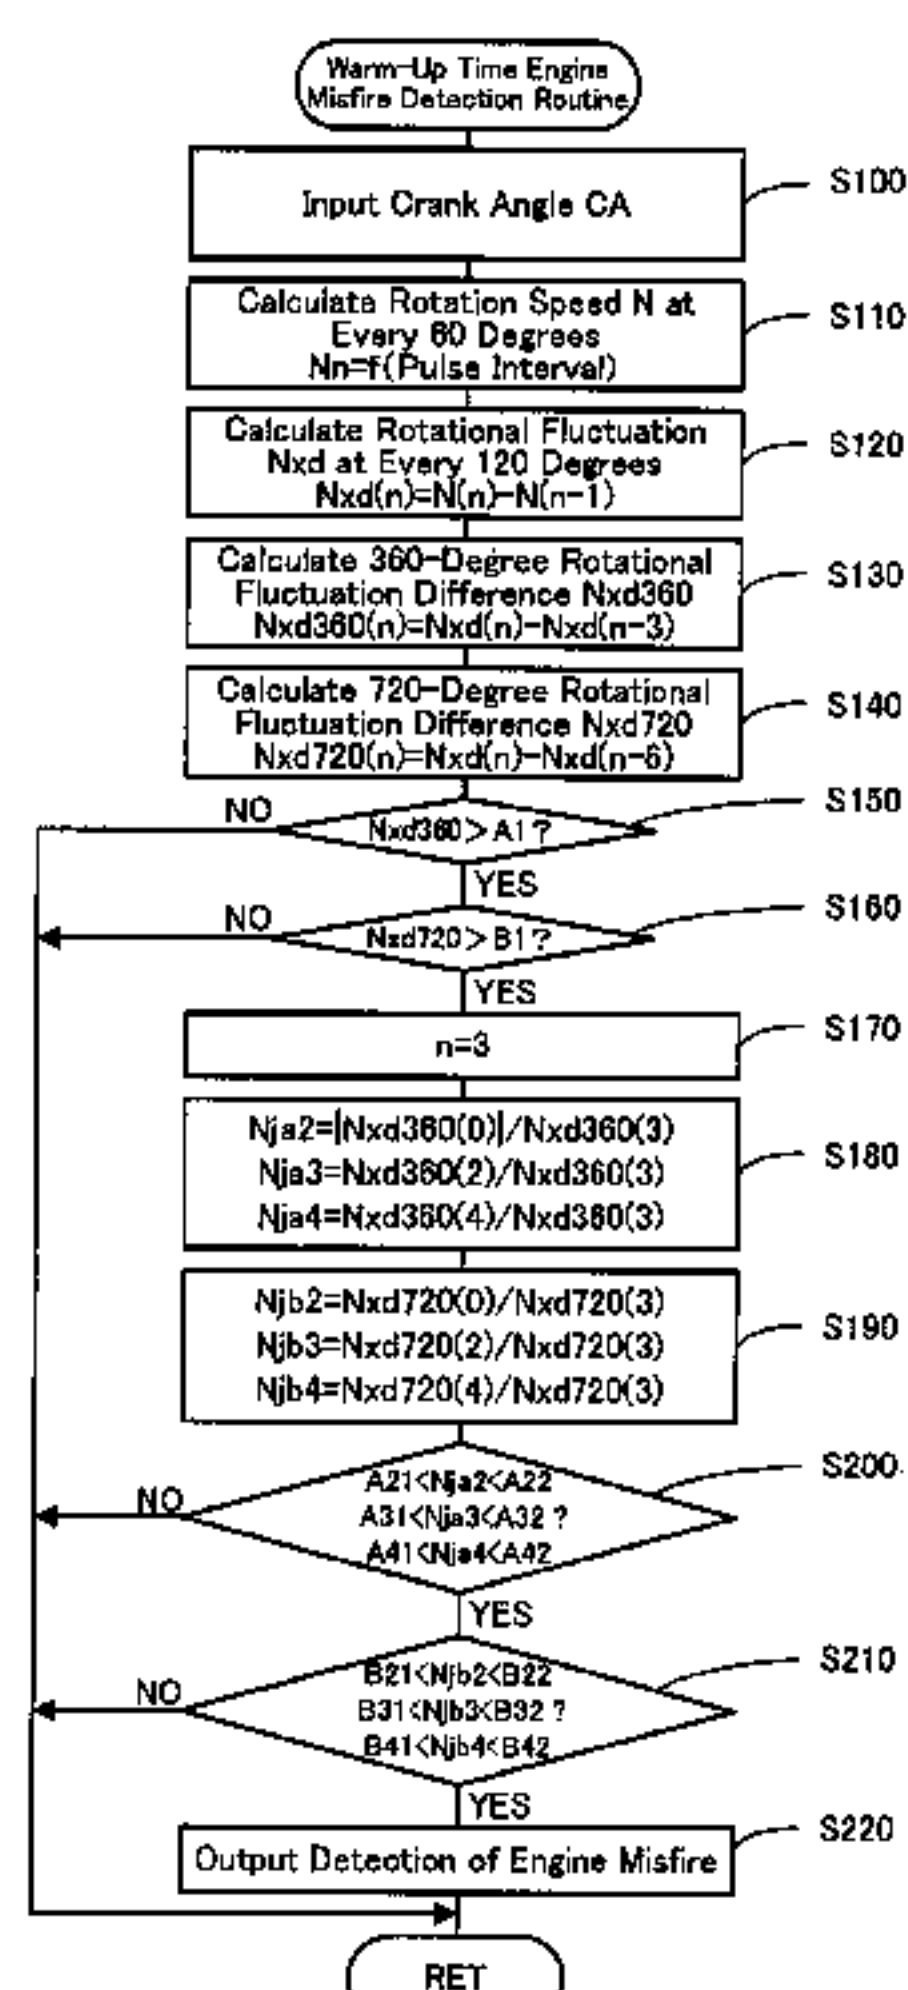 Warm-Up Time Engine
Misfire Detection Routine
Input Crank Angle CA
S100
Calculate Rotation Speed N at
Every 60 Degrees
Nn=f(Pulse Interval)
S110
Calculate Rotational Fluctuation
Nxd at Every 120 Degrees
Nxd(n)=N(n)-N(n-1)
S120
Calculate 360-Degree Rotational
Fluctuation Difference Nxd360
Nxd360(n)=Nxd(n)-Nxd(n-3)
S130
Calculate 720-Degree Rotational
Fluctuation Difference Nxd720
Nxd720(n)=Nxd(n)-Nxd(n-6)
S140
Nxd360>A1?
S150
NO
YES
Nxd720>B1?
S160
NO
YES
n=3
S170
Nja2=|Nxd360(0)|/Nxd360(3)
Nja3=Nxd360(2)/Nxd360(3)
Nja4=Nxd360(4)/Nxd360(3)
S180
Njb2=Nxd720(0)/Nxd720(3)
Njb3=Nxd720(2)/Nxd720(3)
Njb4=Nxd720(4)/Nxd720(3)
S190
A21<Nja2<A22
A31<Nja3<A32 ?
A41<Nja4<A42
S200
NO
YES
B21<Njb2<B22
B31<Njb3<B32 ?
B41<Njb4<B42
S210
NO
YES
Output Detection of Engine Misfire
S220
RET